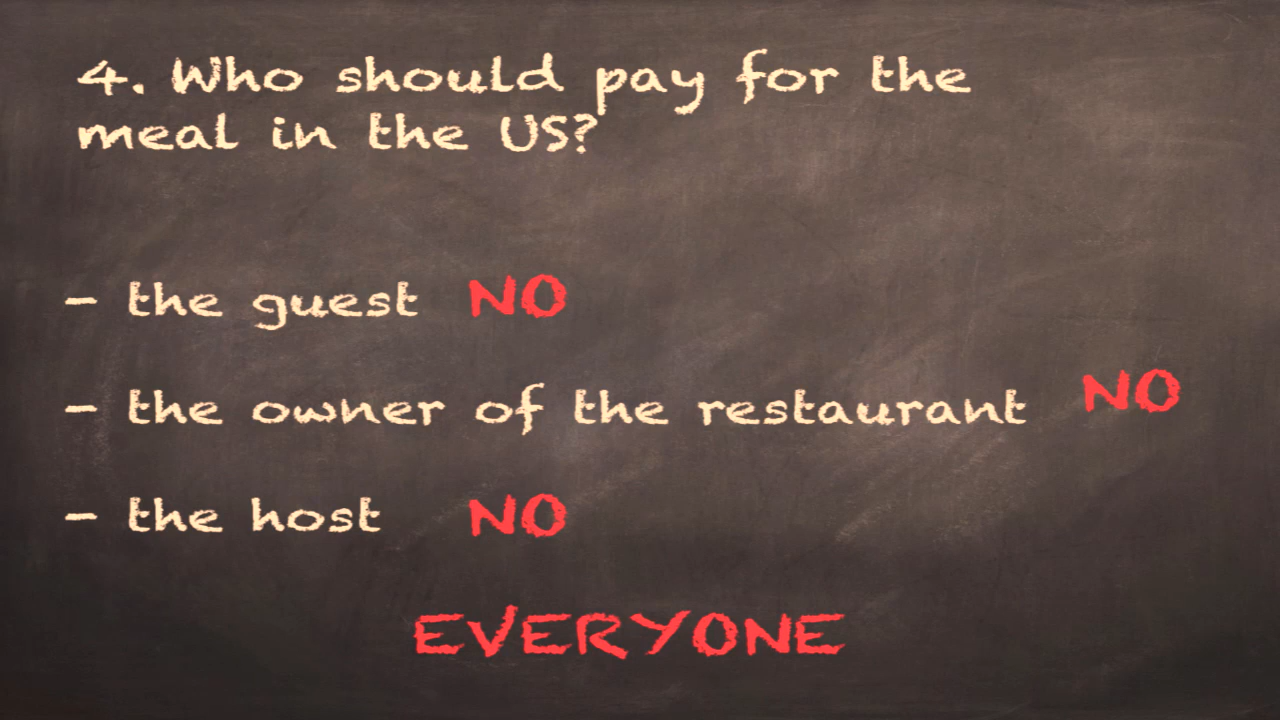 4. Who should pay for the
meal in the US?
- the guest NO
- the owner of the restaurant NO
- the host NO
EVERYONE